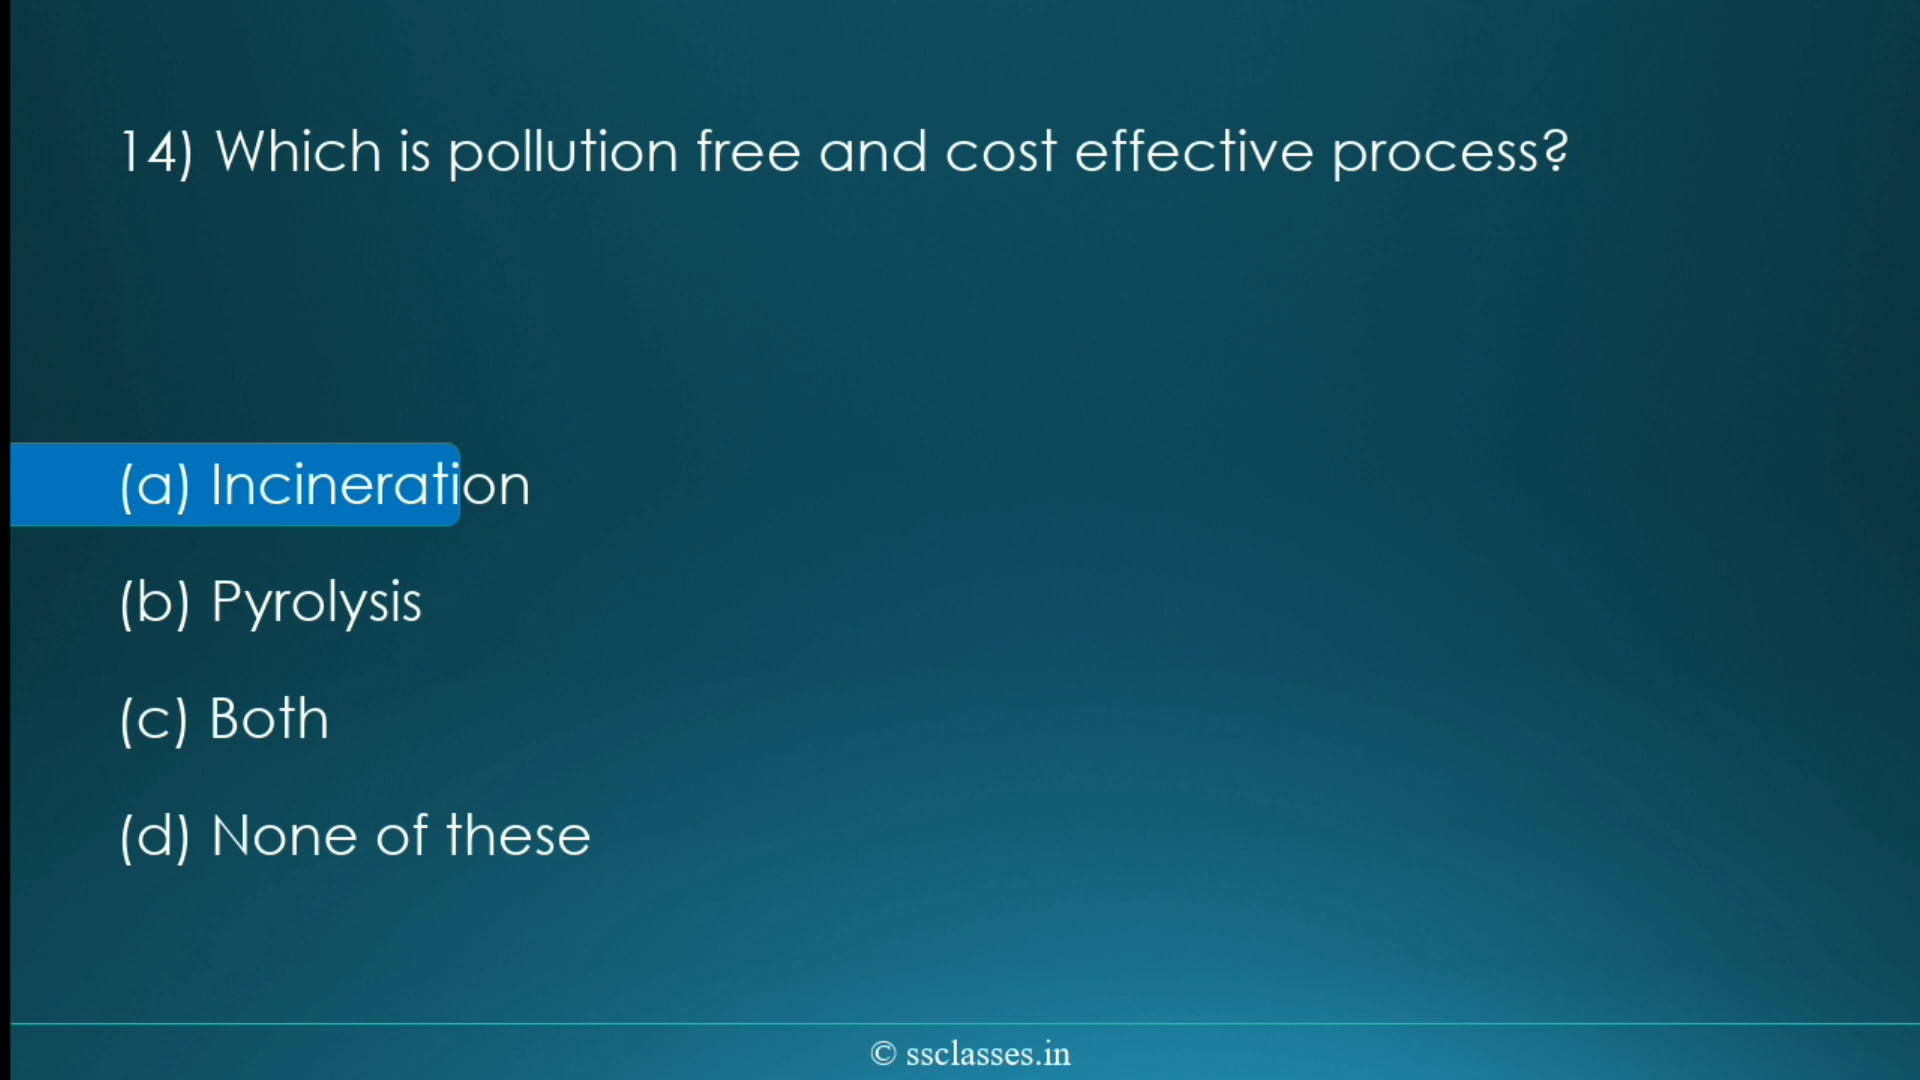 14) Which is pollution free and cost effective process?
(a) Incineration
(b) Pyrolysis
(c) Both
(d) None of these
© ssclasses.in